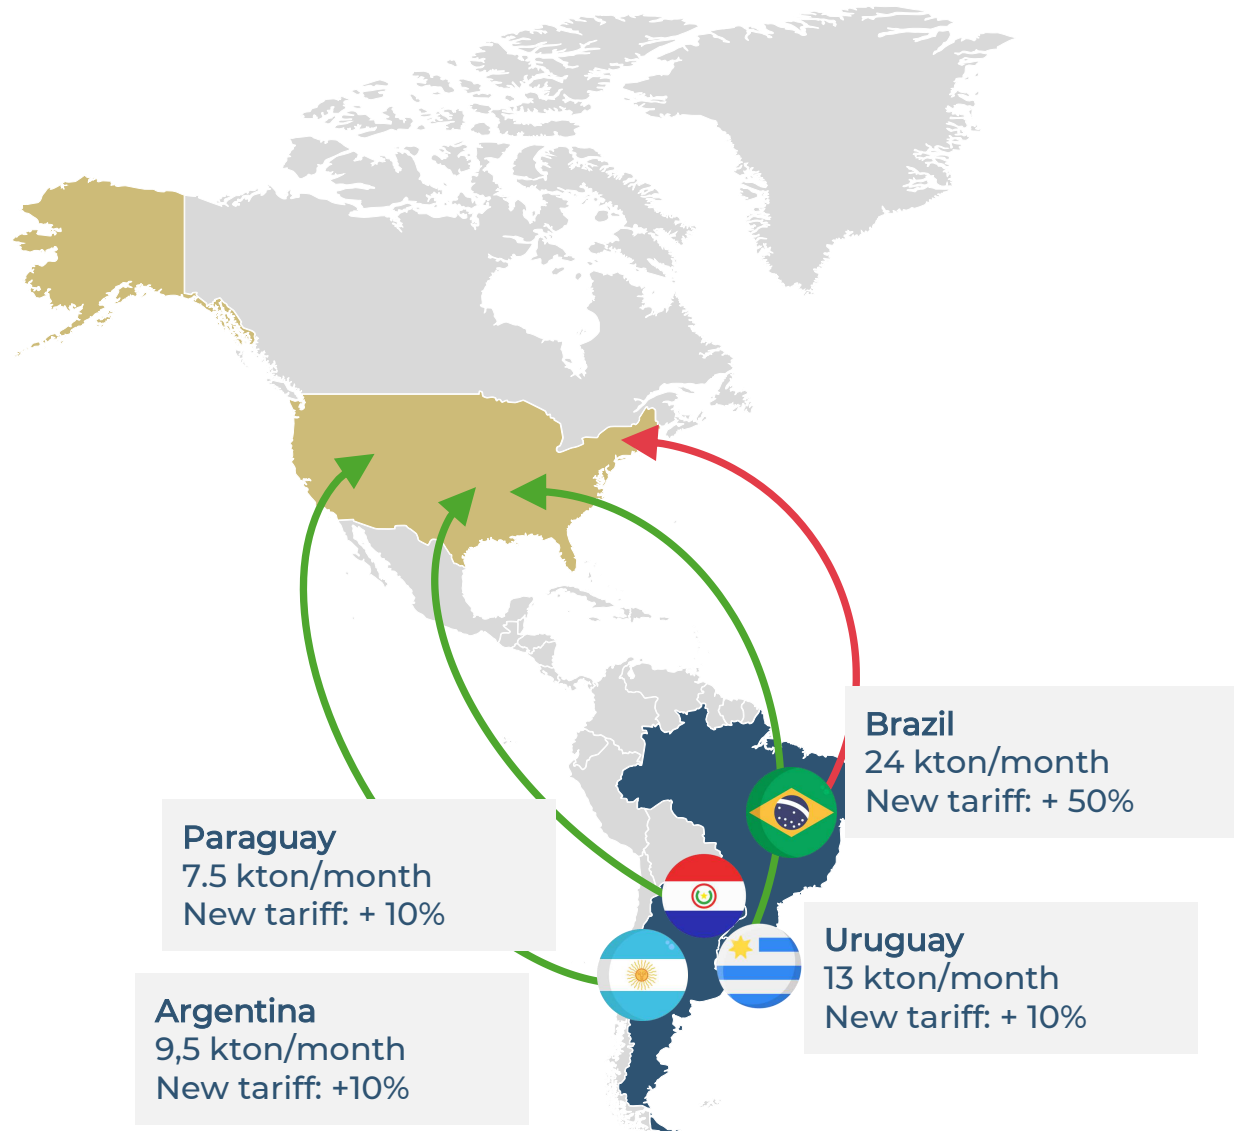 Brazil
24 kton/month
New tariff: + 50%
Paraguay
7.5 kton/month
New tariff: + 10%
Uruguay
13 kton/month
New tariff: + 10%
Argentina
9,5 kton/month
New tariff: +10%